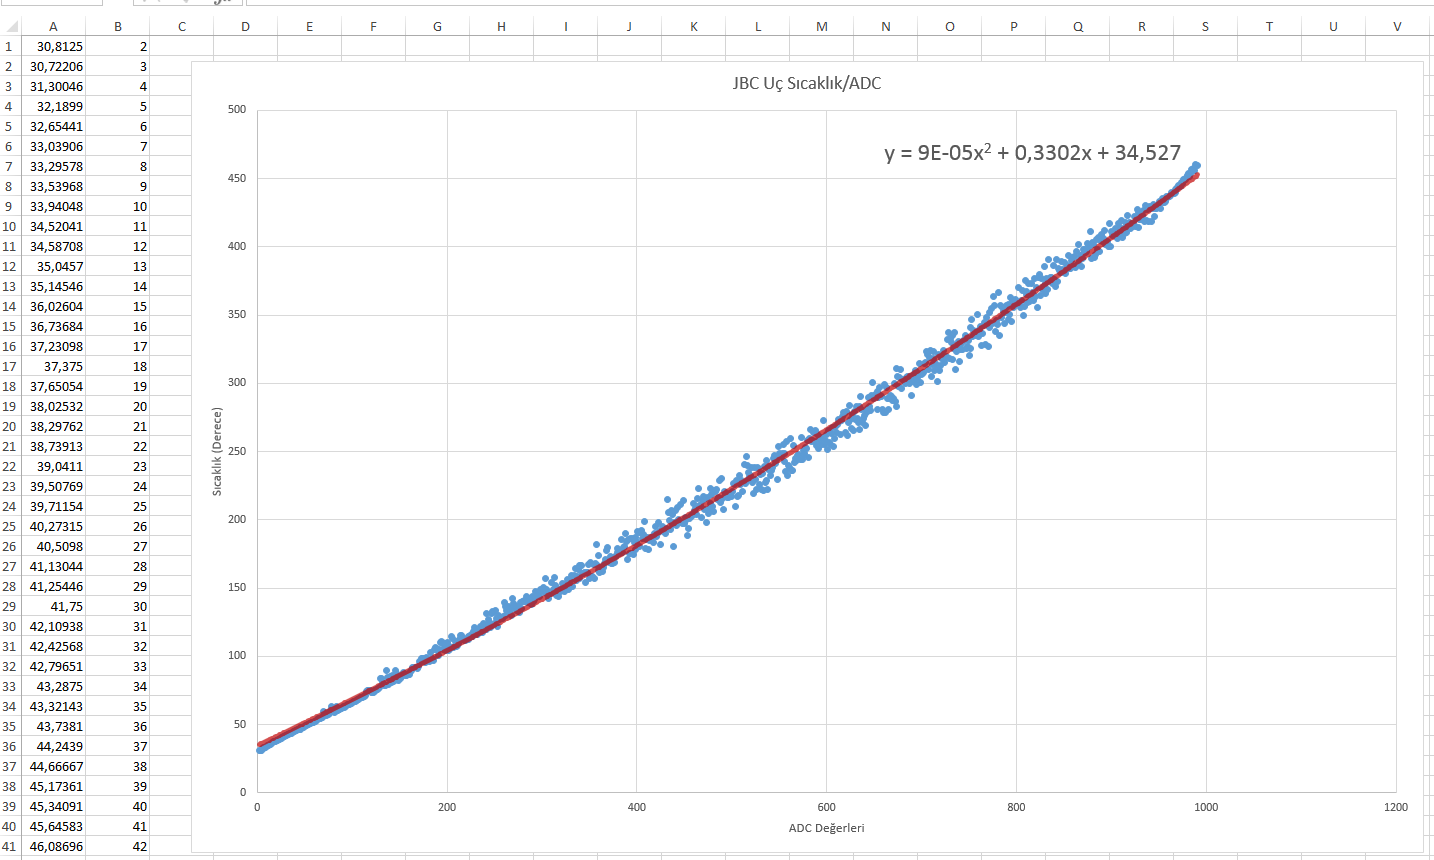 A B C D E F G H I J K L M N O P Q R S T U V
1 30,8125 2
2 30,72206 3
3 31,30046 4
4 32,1899 5
5 32,65441 6
6 33,03906 7
7 33,29578 8
8 33,53968 9
9 33,94048 10
10 34,52041 11
11 34,58708 12
12 35,0457 13
13 35,14546 14
14 36,02604 15
15 36,73684 16
16 37,23098 17
17 37,375 18
18 37,65054 19
19 38,02532 20
20 38,29762 21
21 38,73913 22
22 39,0411 23
23 39,50769 24
24 39,71154 25
25 40,27315 26
26 40,5098 27
27 41,13044 28
28 41,25446 29
29 41,75 30
30 42,10938 31
31 42,42568 32
32 42,79651 33
33 43,2875 34
34 43,32143 35
35 43,7381 36
36 44,2439 37
37 44,66667 38
38 45,17361 39
39 45,34091 40
40 45,64583 41
41 46,08696 42
JBC Uç Sıcaklık/ADC
y = 9E-05x² + 0,3302x + 34,527
500
450
400
350
300
250
200
150
100
50
0
Sıcaklık (Derece)
0 200 400 600 800 1000 1200
ADC Değerleri